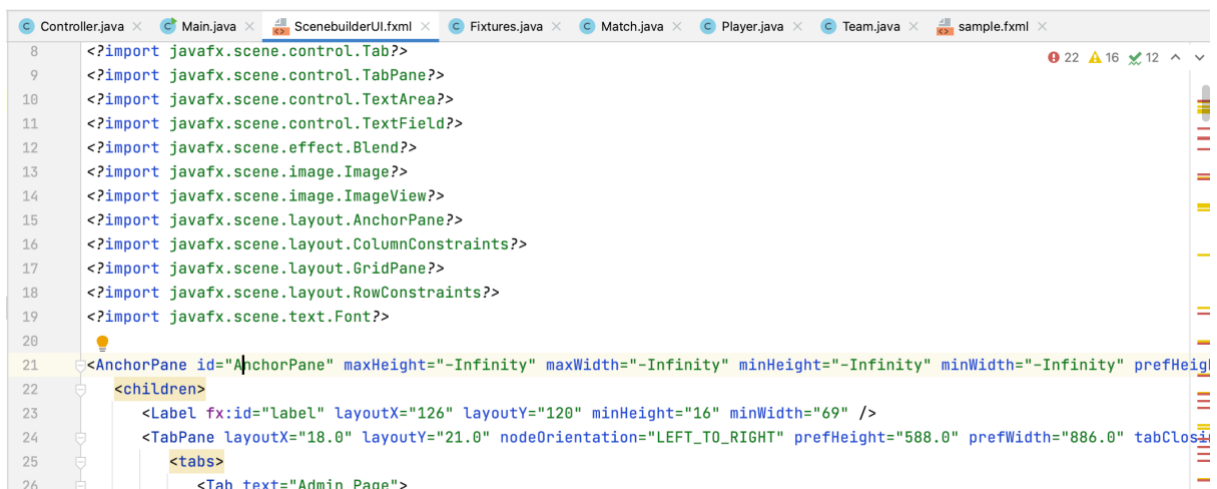 Controller.java Main.java ScenebuilderUI.fxml Fixtures.java Match.java Player.java Team.java sample.fxml
22 16 12
8 <?import javafx.scene.control.Tab?>
9 <?import javafx.scene.control.TabPane?>
10 <?import javafx.scene.control.TextArea?>
11 <?import javafx.scene.control.TextField?>
12 <?import javafx.scene.effect.Blend?>
13 <?import javafx.scene.image.Image?>
14 <?import javafx.scene.image.ImageView?>
15 <?import javafx.scene.layout.AnchorPane?>
16 <?import javafx.scene.layout.ColumnConstraints?>
17 <?import javafx.scene.layout.GridPane?>
18 <?import javafx.scene.layout.RowConstraints?>
19 <?import javafx.scene.text.Font?>
20
21 <AnchorPane id="AnchorPane" maxHeight="-Infinity" maxWidth="-Infinity" minHeight="-Infinity" minWidth="-Infinity" prefHeig
22 <children>
23 <Label fx:id="label" layoutX="126" layoutY="120" minHeight="16" minWidth="69" />
24 <TabPane layoutX="18.0" layoutY="21.0" nodeOrientation="LEFT_TO_RIGHT" prefHeight="588.0" prefWidth="886.0" tabClosi
25 <tabs>
26 <Tab text="Admin Page">